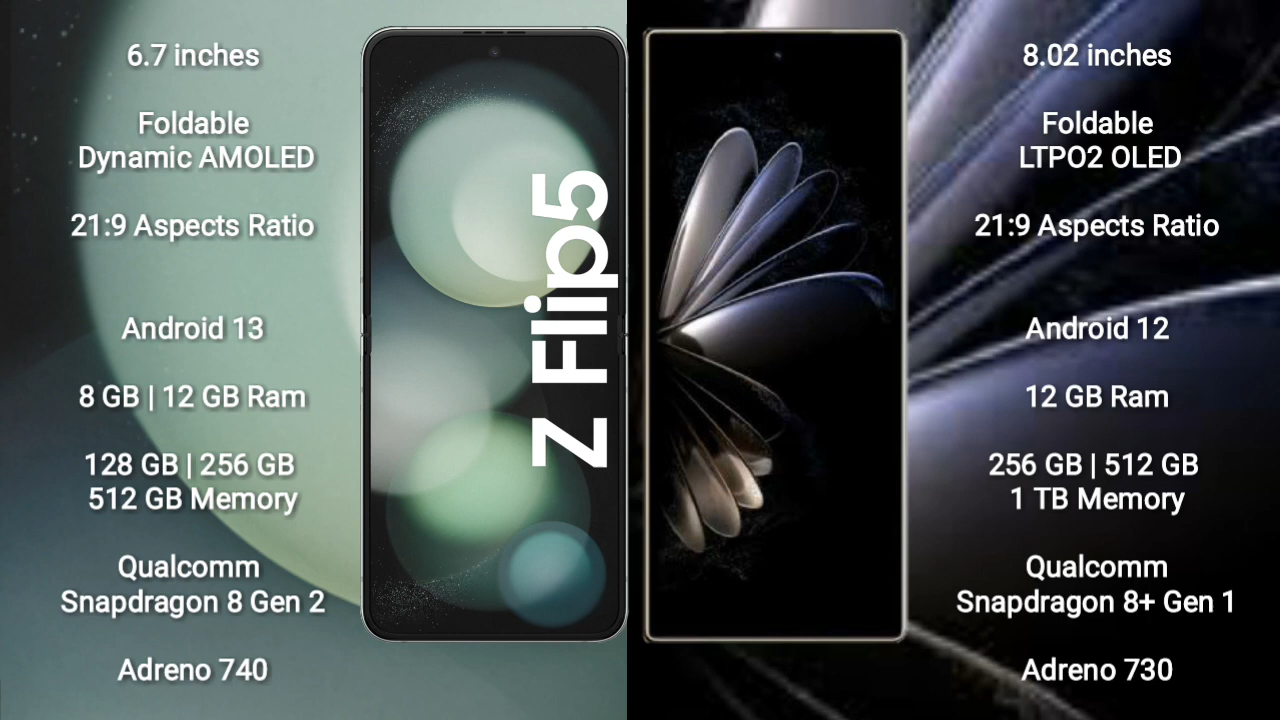 6.7 inches
Foldable
Dynamic AMOLED
21:9 Aspects Ratio
Android 13
8 GB | 12 GB Ram
128 GB | 256 GB
512 GB Memory
Qualcomm
Snapdragon 8 Gen 2
Adreno 740
Z Flip5
8.02 inches
Foldable
LTPO2 OLED
21:9 Aspects Ratio
Android 12
12 GB Ram
256 GB | 512 GB
1 TB Memory
Qualcomm
Snapdragon 8+ Gen 1
Adreno 730